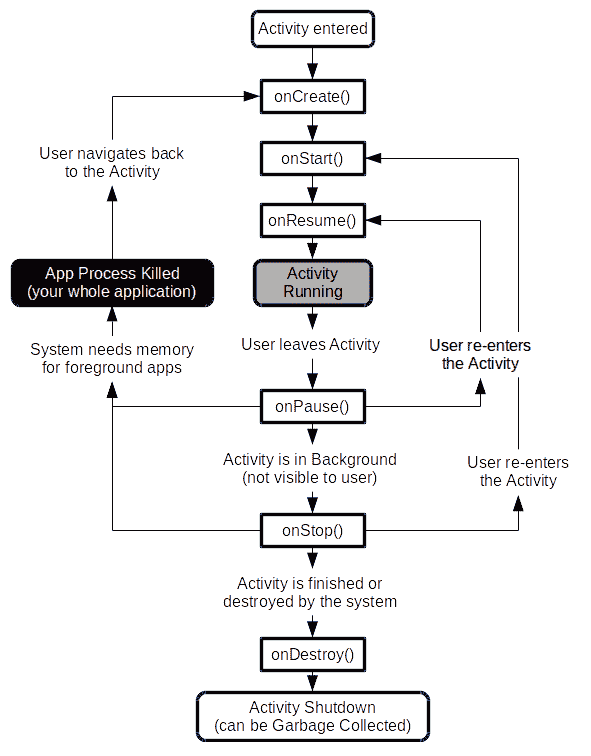 Activity entered
onCreate()
User navigates back
to the Activity
onStart()
onResume()
App Process Killed
(your whole application)
Activity
Running
System needs memory
for foreground apps
User leaves Activity
User re-enters
the Activity
onPause()
Activity is in Background
(not visible to user)
User re-enters
the Activity
onStop()
Activity is finished or
destroyed by the system
onDestroy()
Activity Shutdown
(can be Garbage Collected)